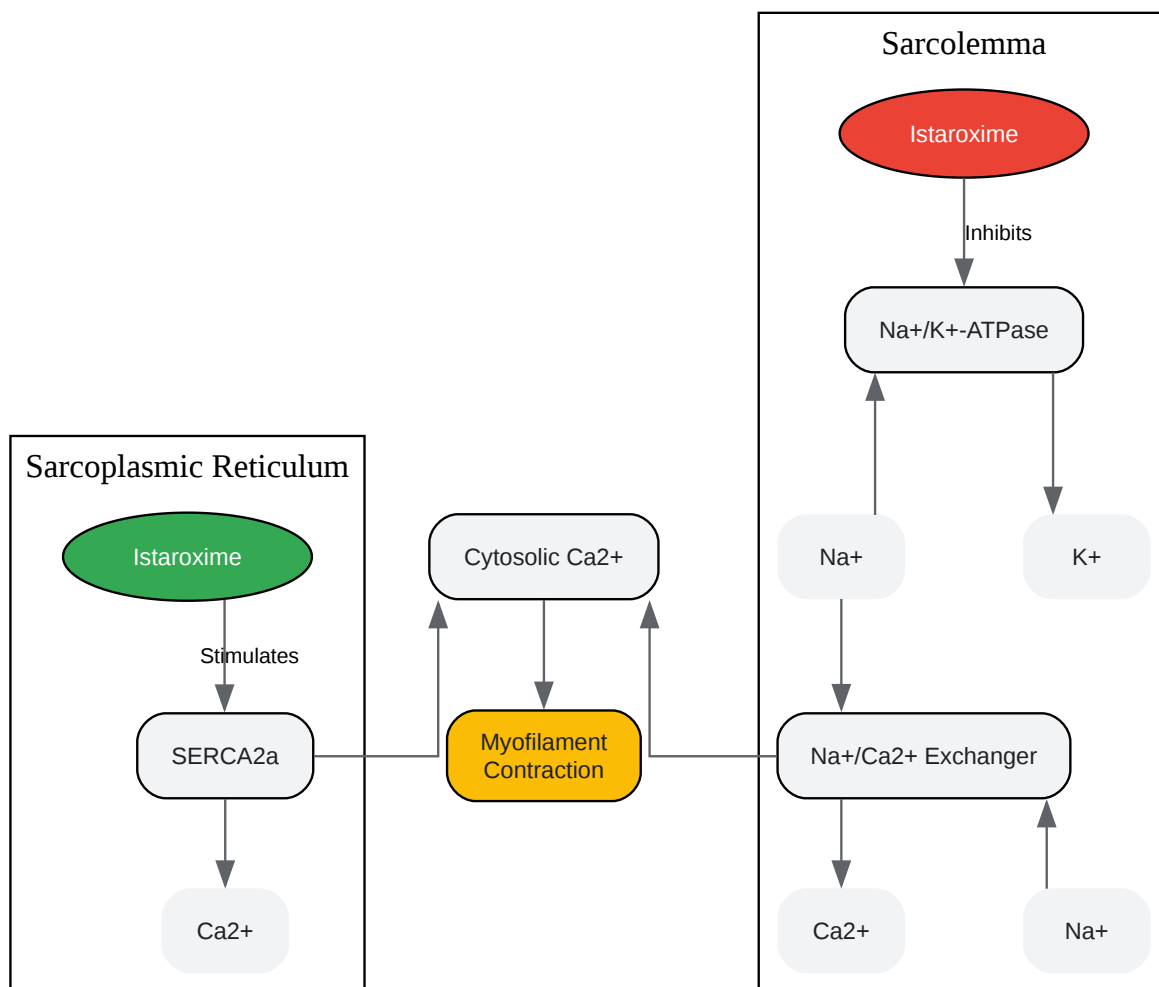 Sarcolemma
Istaroxime
Inhibits
Na+/K+-ATPase
Sarcoplasmic Reticulum
Istaroxime
Cytosolic Ca2+
Na+
K+
Stimulates
SERCA2a
Myofilament
Contraction
Na+/Ca2+ Exchanger
Ca2+
Ca2+
Na+